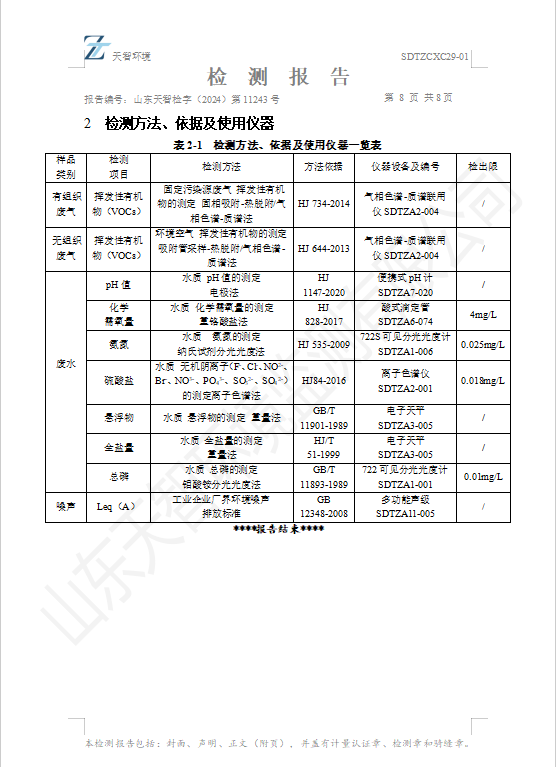 天智环境 SDTZCXC29-01
检 测 报 告
报告编号：山东天智检字（2024）第 11243 号 第 8 页 共 8 页
2 检测方法、依据及使用仪器
表 2-1 检测方法、依据及使用仪器一览表
样品类别 检测项目 检测方法 方法依据 仪器设备及编号 检出限
有组织废气 挥发性有机物（VOCs） 固定污染源废气 挥发性有机物的测定 固相吸附-热脱附/气相色谱-质谱法 HJ 734-2014 气相色谱-质谱联用仪 SDTZA2-004 /
无组织废气 挥发性有机物（VOCs） 环境空气 挥发性有机物的测定 吸附管采样-热脱附/气相色谱-质谱法 HJ 644-2013 气相色谱-质谱联用仪 SDTZA2-004 /
废水
pH 值 水质 pH 值的测定 电极法 HJ 1147-2020 便携式 pH 计 SDTZA7-020 /
化学需氧量 水质 化学需氧量的测定 重铬酸盐法 HJ 828-2017 酸式滴定管 SDTZA6-074 4mg/L
氨氮 水质 氨氮的测定 纳氏试剂分光光度法 HJ 535-2009 722S 可见分光光度计 SDTZA1-006 0.025mg/L
硫酸盐 水质 无机阴离子（F⁻、Cl⁻、NO²⁻、Br⁻、NO³⁻、PO₄³⁻、SO₃²⁻、SO₄²⁻）的测定离子色谱法 HJ84-2016 离子色谱仪 SDTZA2-001 0.018mg/L
悬浮物 水质 悬浮物的测定 重量法 GB/T 11901-1989 电子天平 SDTZA3-005 /
全盐量 水质 全盐量的测定 重量法 HJ/T 51-1999 电子天平 SDTZA3-005 /
总磷 水质 总磷的测定 钼酸铵分光光度法 GB/T 11893-1989 722 可见分光光度计 SDTZA1-001 0.01mg/L
噪声 Leq（A） 工业企业厂界环境噪声排放标准 GB 12348-2008 多功能声级 SDTZA11-005 /
****报告结束****
山东天智环境监测有限公司
本检测报告包括：封面、声明、正文（附页），并盖有计量认证章、检测章和骑缝章。